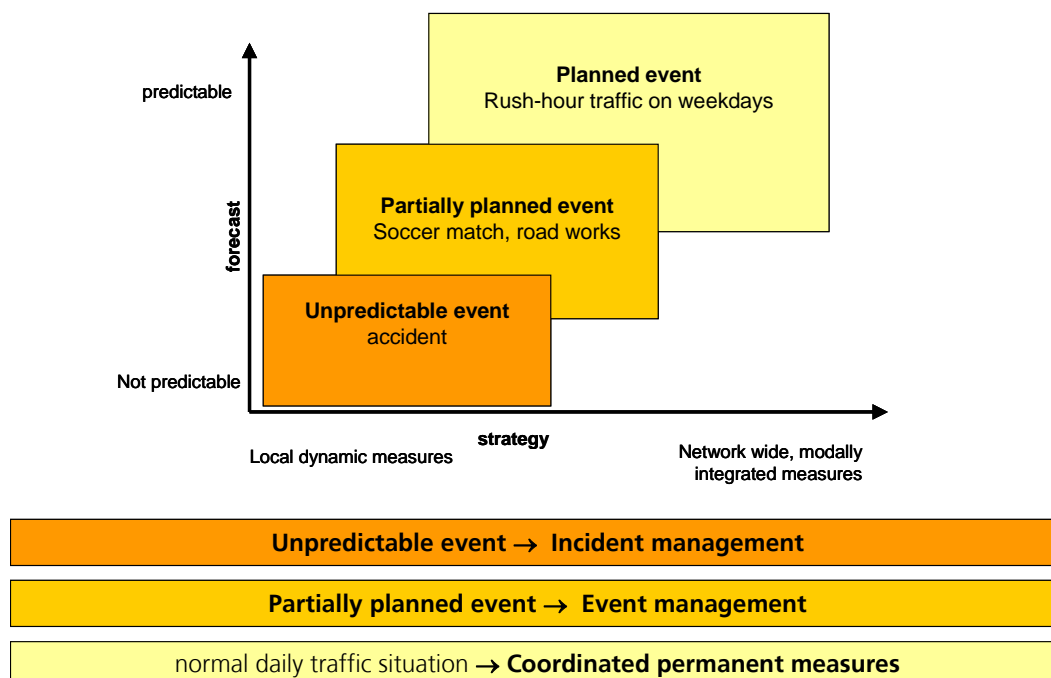 Planned event
Rush-hour traffic on weekdays
predictable
Partially planned event
Soccer match, road works
forecast
Unpredictable event
accident
Not predictable
strategy
Local dynamic measures
Network wide, modally
integrated measures
Unpredictable event → Incident management
Partially planned event → Event management
normal daily traffic situation → Coordinated permanent measures